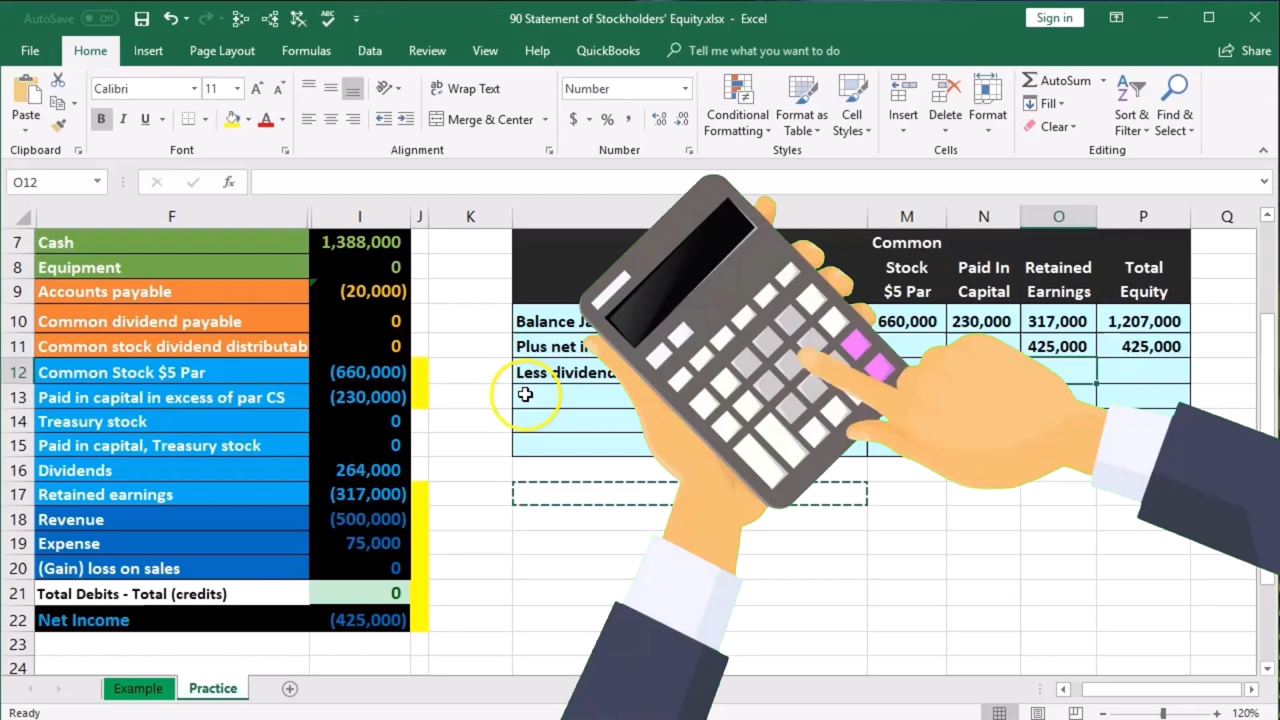 AutoSave Off 90 Statement of Stockholders' Equity.xlsx - Excel Sign in
File Home Insert Page Layout Formulas Data Review View Help QuickBooks Tell me what you want to do Share
Paste Calibri 11 Wrap Text Number Conditional Formatting Format as Table Cell Styles Insert Delete Format AutoSum Sort & Filter Find & Select
B I U A Merge & Center $ % , Fill
Clear
Clipboard Font Alignment Number Styles Cells Editing
O12 fx
F I J K M N O P Q
7 Cash 1,388,000 Common
8 Equipment 0 Stock Paid In Retained Total
9 Accounts payable (20,000) $5 Par Capital Earnings Equity
10 Common dividend payable 0 660,000 230,000 317,000 1,207,000
11 Common stock dividend distributab 0 Plus net 425,000 425,000
12 Common Stock $5 Par (660,000) Less
13 Paid in capital in excess of par CS (230,000)
14 Treasury stock 0
15 Paid in capital, Treasury stock 0
16 Dividends 264,000
17 Retained earnings (317,000)
18 Revenue (500,000)
19 Expense 75,000
20 (Gain) loss on sales 0
21 Total Debits - Total (credits) 0
22 Net Income (425,000)
23
24
Example Practice
Ready 120%